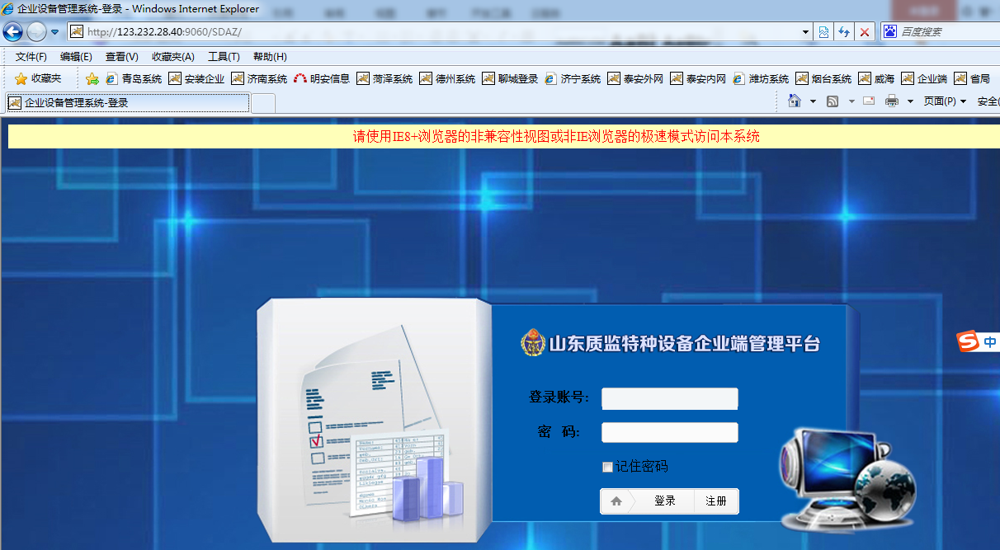 企业设备管理系统-登录 - Windows Internet Explorer
http://123.232.28.40:9060/SDAZ/
百度搜索
文件(F) 编辑(E) 查看(V) 收藏夹(A) 工具(T) 帮助(H)
收藏夹 青岛系统 安装企业 济南系统 明安信息 菏泽系统 德州系统 聊城登录 济宁系统 泰安外网 泰安内网 潍坊系统 烟台系统 威海 企业端 省局
企业设备管理系统-登录
页面(P) 安全(
请使用IE8+浏览器的非兼容性视图或非IE浏览器的极速模式访问本系统
山东质监特种设备企业端管理平台
中
登录账号:
密 码:
记住密码
登录 注册